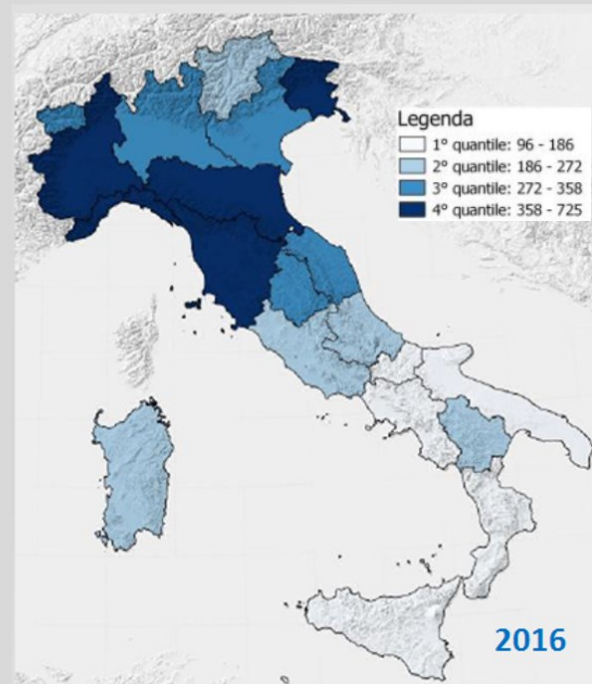 Legenda
1° quantile: 96 - 186
2° quantile: 186 - 272
3° quantile: 272 - 358
4° quantile: 358 - 725
2016